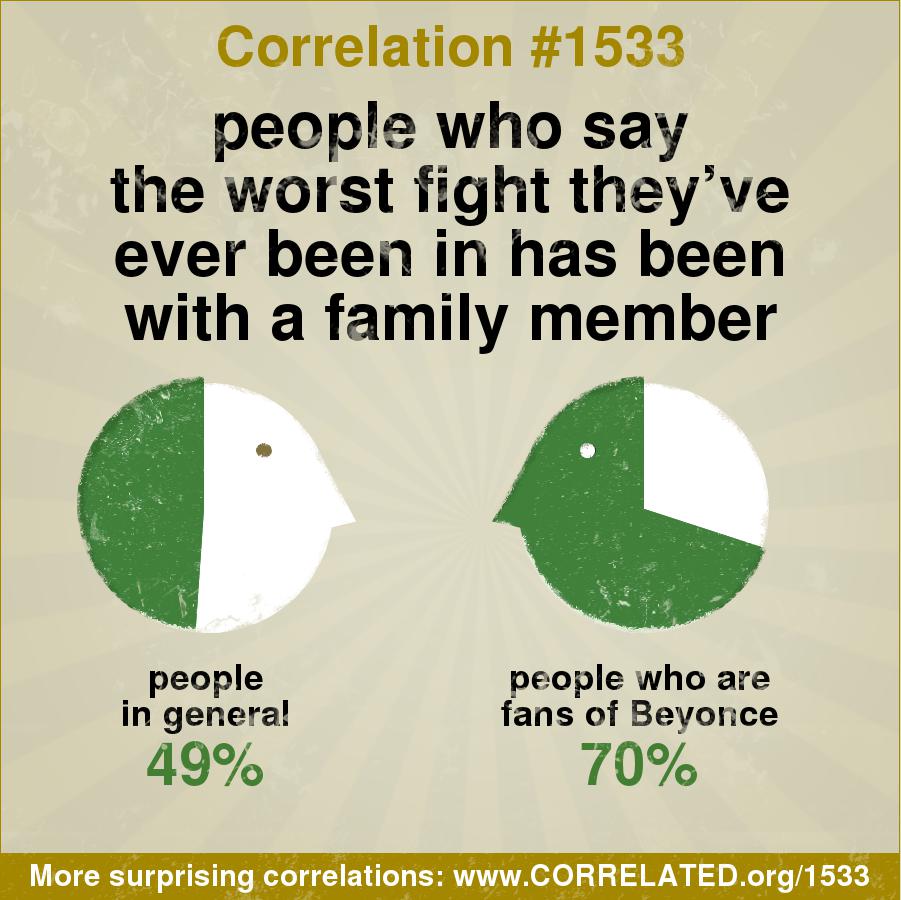 Correlation #1533
people who say
the worst fight they've
ever been in has been
with a family member
people
in general
49%
people who are
fans of Beyonce
70%
More surprising correlations: www.CORRELATED.org/1533